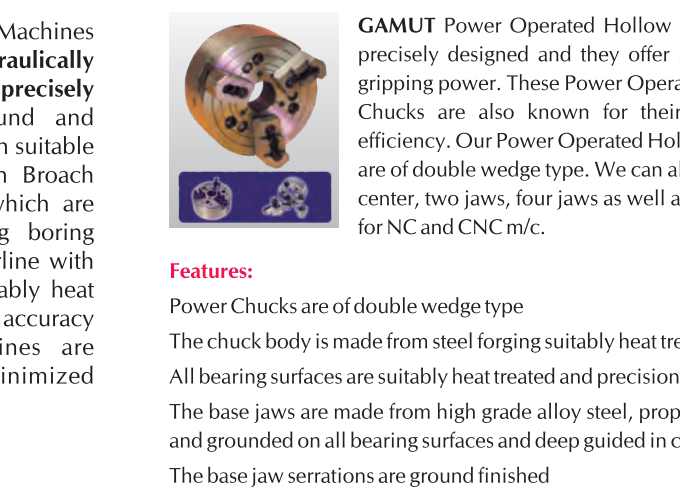 Machines
raulically
precisely
und and
n suitable
n Broach
which are
g boring
rline with
ably heat
accuracy
ines are
inimized
GAMUT Power Operated Hollow
precisely designed and they offer
gripping power. These Power Opera
Chucks are also known for their
efficiency. Our Power Operated Hol
are of double wedge type. We can al
center, two jaws, four jaws as well a
for NC and CNC m/c.
Features:
Power Chucks are of double wedge type
The chuck body is made from steel forging suitably heat tre
All bearing surfaces are suitably heat treated and precision
The base jaws are made from high grade alloy steel, prop
and grounded on all bearing surfaces and deep guided in c
The base jaw serrations are ground finished